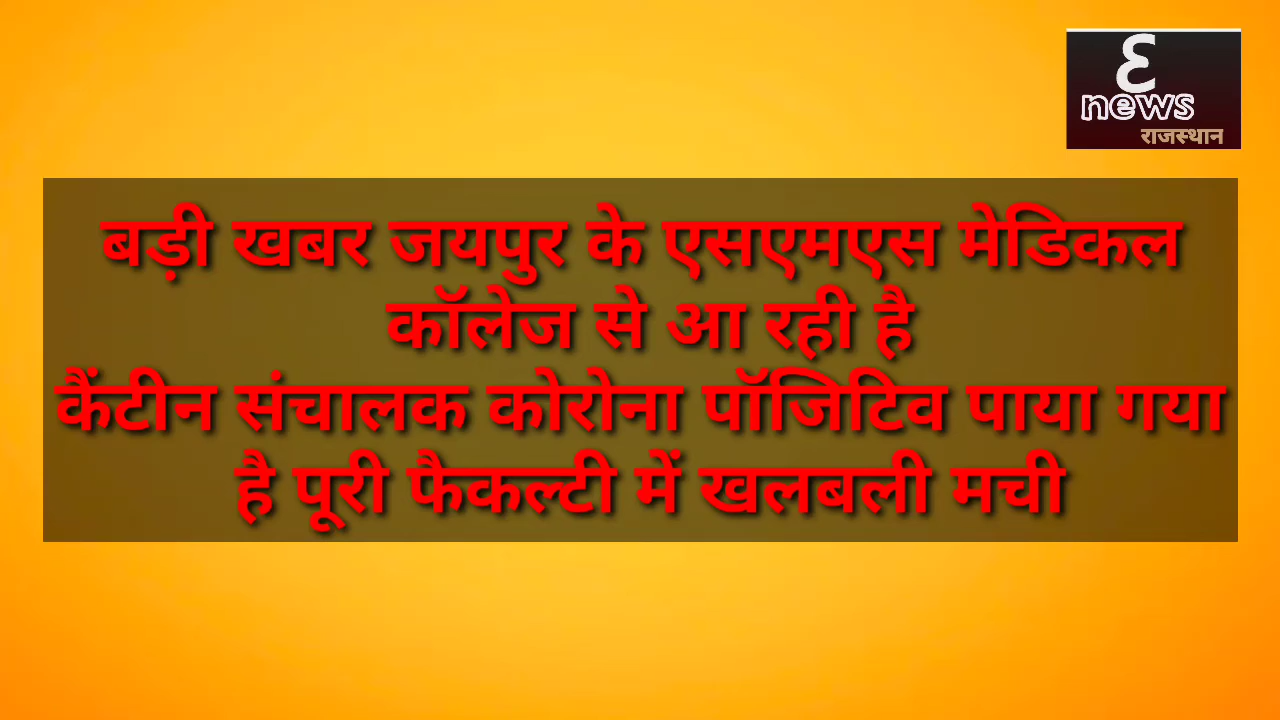 ε
news
राजस्थान
बड़ी खबर जयपुर के एसएमएस मेडिकल
कॉलेज से आ रही है
कैंटीन संचालक कोरोना पॉजिटिव पाया गया
है पूरी फैकल्टी में खलबली मची